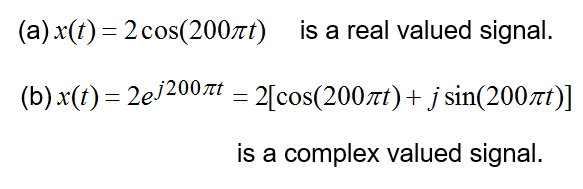 (a) x(t) = 2cos(200πt) is a real valued signal.
(b) x(t) = 2e^{j200πt} = 2[cos(200πt) + j sin(200πt)]
is a complex valued signal.